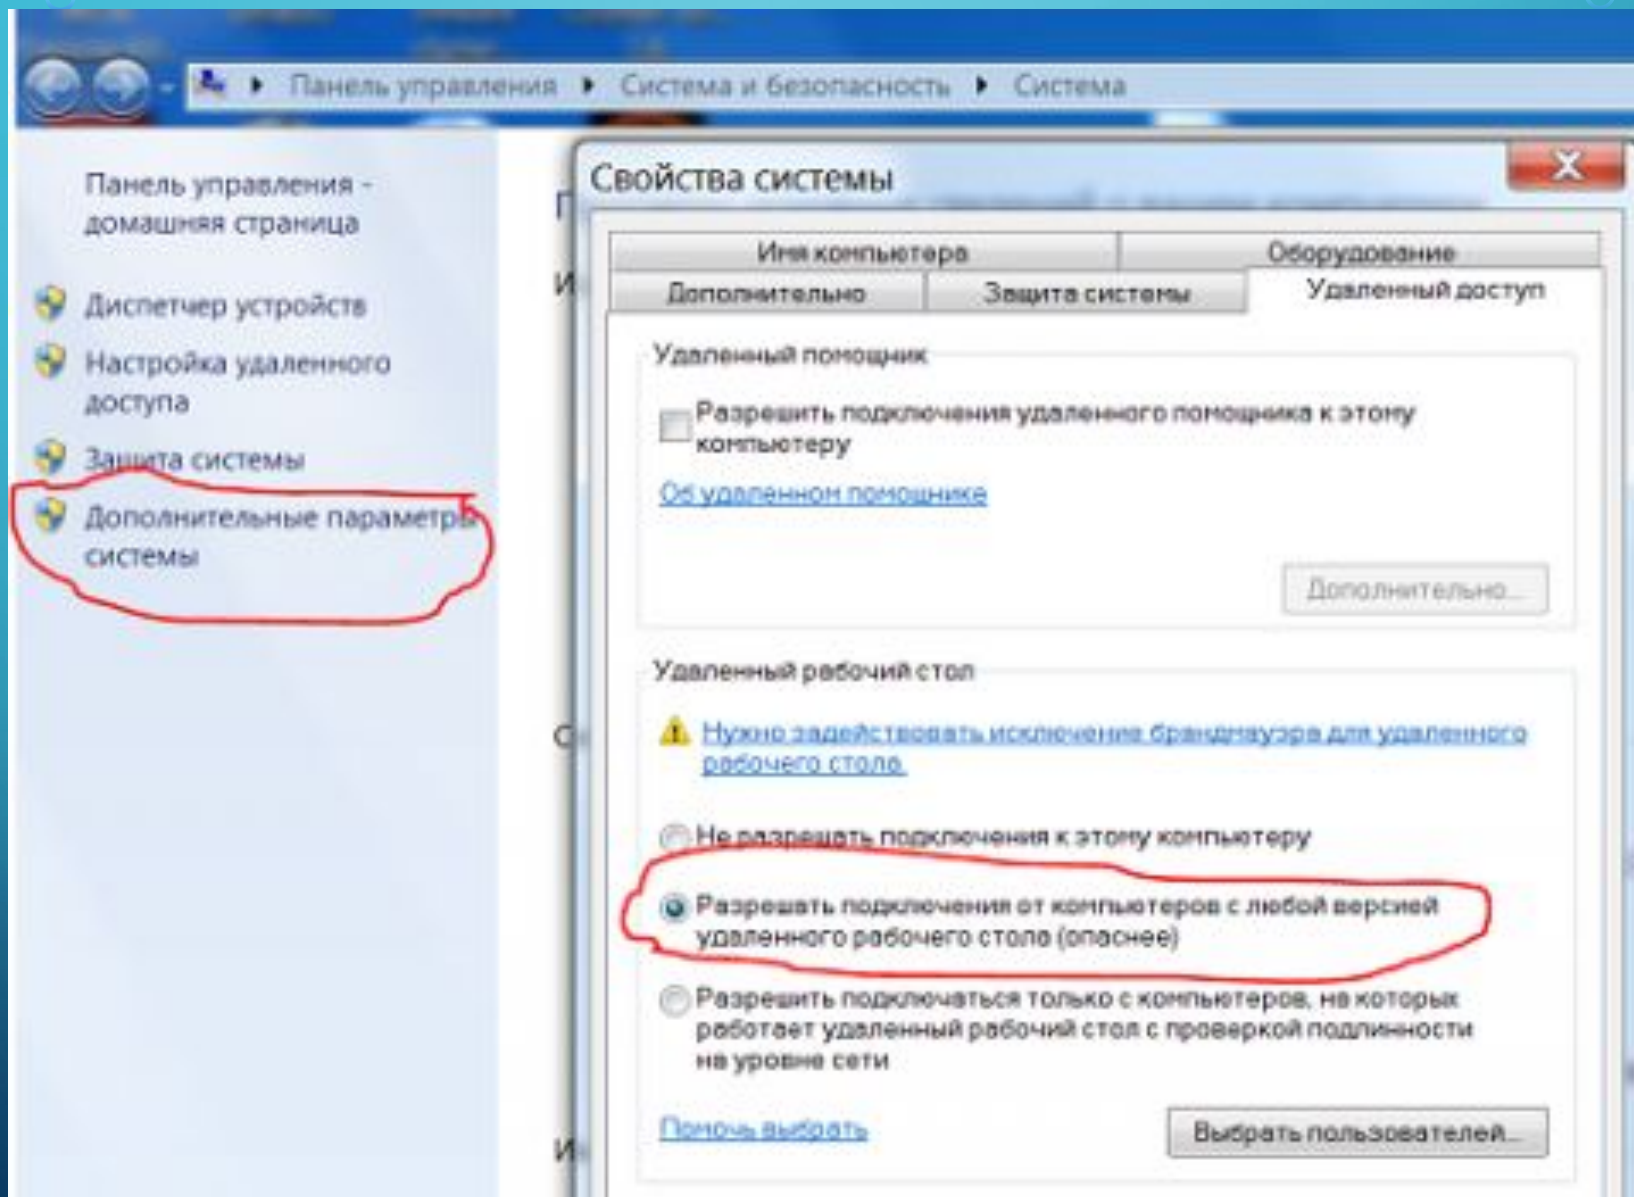 Панель управления Система и безопасность Система
Панель управления -
домашняя страница
Диспетчер устройств
Настройка удаленного
доступа
Защита системы
Дополнительные параметры
системы
Свойства системы
Имя компьютера Оборудование
Дополнительно Защита системы Удаленный доступ
Удаленный помощник
Разрешить подключения удаленного помощника к этому
компьютеру
Об удаленном помощнике
Дополнительно...
Удаленный рабочий стол
Нужно задействовать исключение брандмауэра для удаленного
рабочего стола.
Не разрешать подключения к этому компьютеру
Разрешать подключения от компьютеров с любой версией
удаленного рабочего стола (опаснее)
Разрешить подключаться только с компьютеров, на которых
работает удаленный рабочий стол с проверкой подлинности
на уровне сети
Помочь выбрать
Выбрать пользователей...